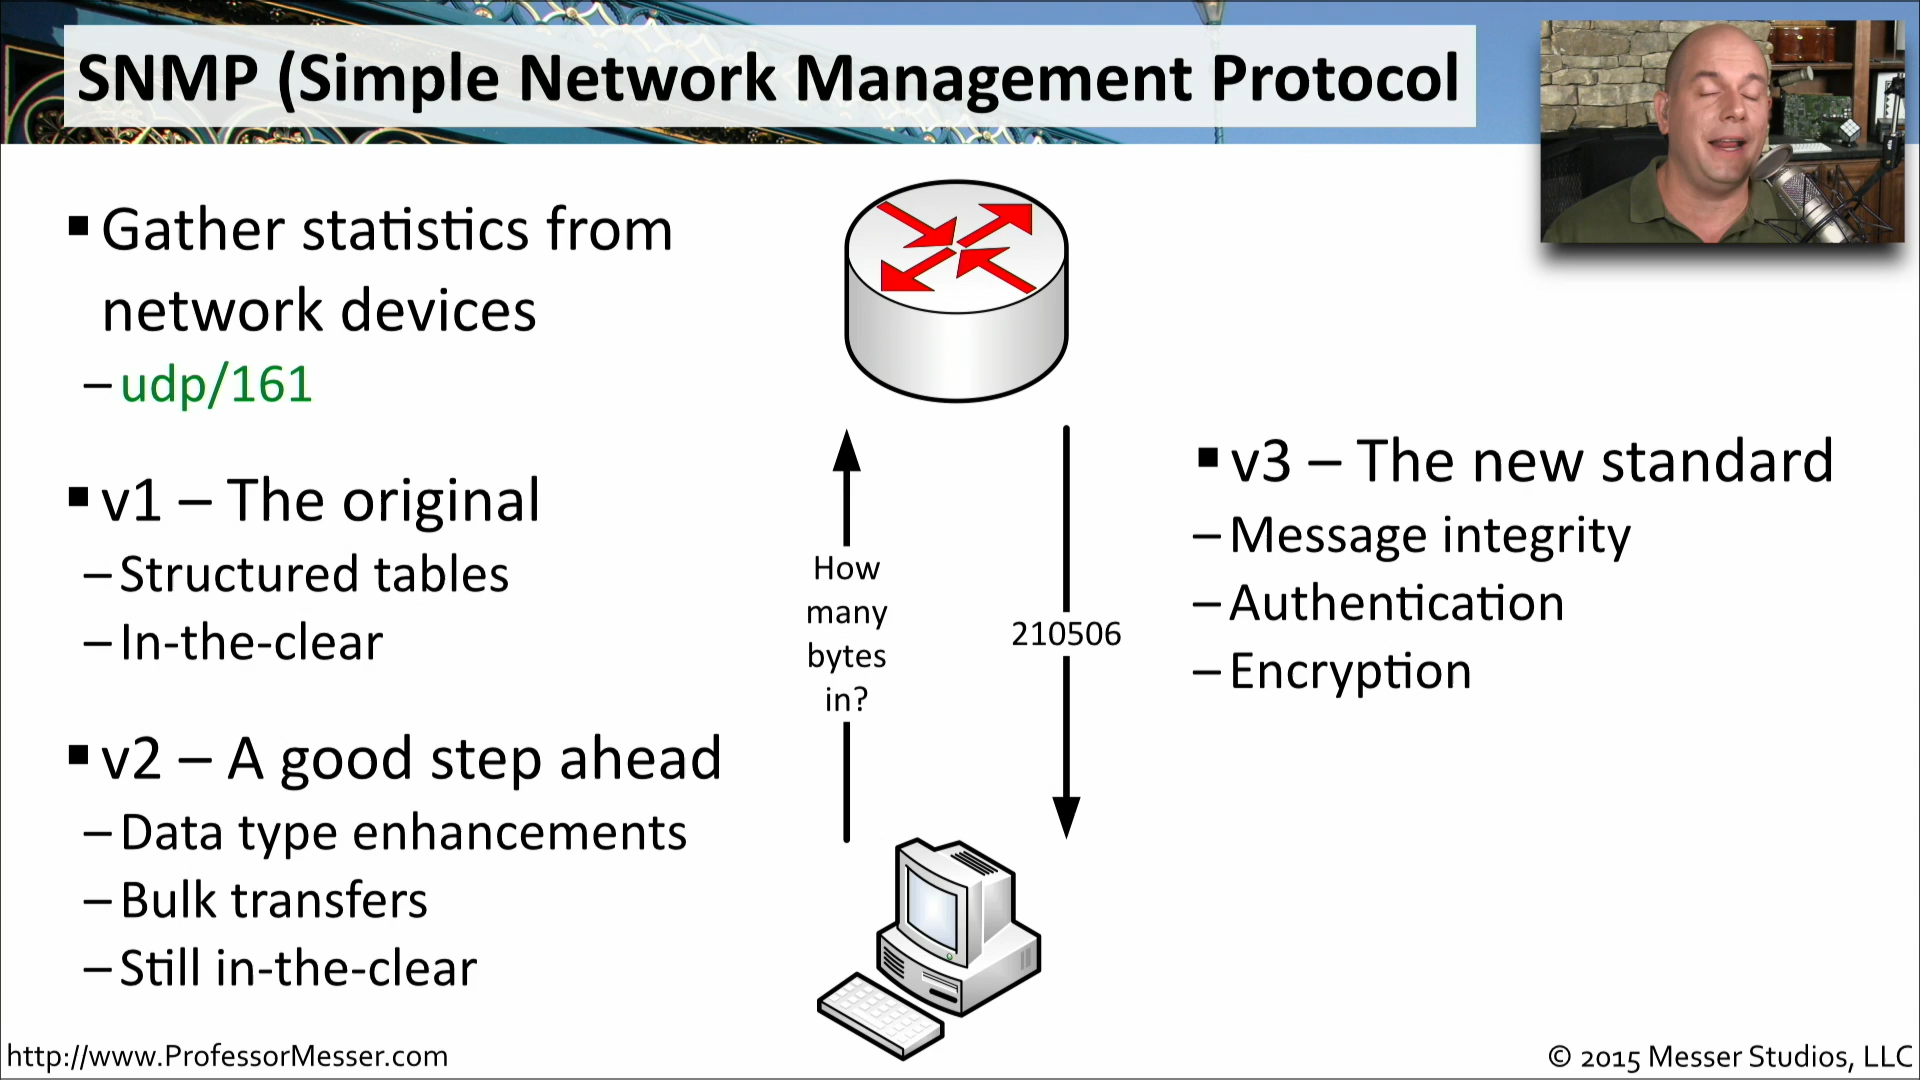 SNMP (Simple Network Management Protocol
▪ Gather statistics from
network devices
– udp/161
▪ v1 – The original
– Structured tables
– In-the-clear
▪ v2 – A good step ahead
– Data type enhancements
– Bulk transfers
– Still in-the-clear
How
many
bytes
in?
210506
▪ v3 – The new standard
– Message integrity
– Authentication
– Encryption
http://www.ProfessorMesser.com
© 2015 Messer Studios, LLC